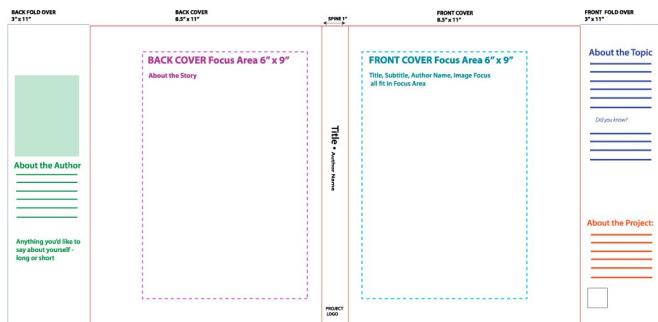 BACK FOLD OVER
3" x 11"
BACK COVER
8.5" x 11"
SPINE 1"
FRONT COVER
8.5" x 11"
FRONT FOLD OVER
3" x 11"
About the Author
Anything you'd like to
say about yourself -
long or short
BACK COVER Focus Area 6" x 9"
About the Story
Title • Author Name
PROJECT
LOGO
FRONT COVER Focus Area 6" x 9"
Title, Subtitle, Author Name, Image Focus
all fit in Focus Area
About the Topic
Did you know?
About the Project: